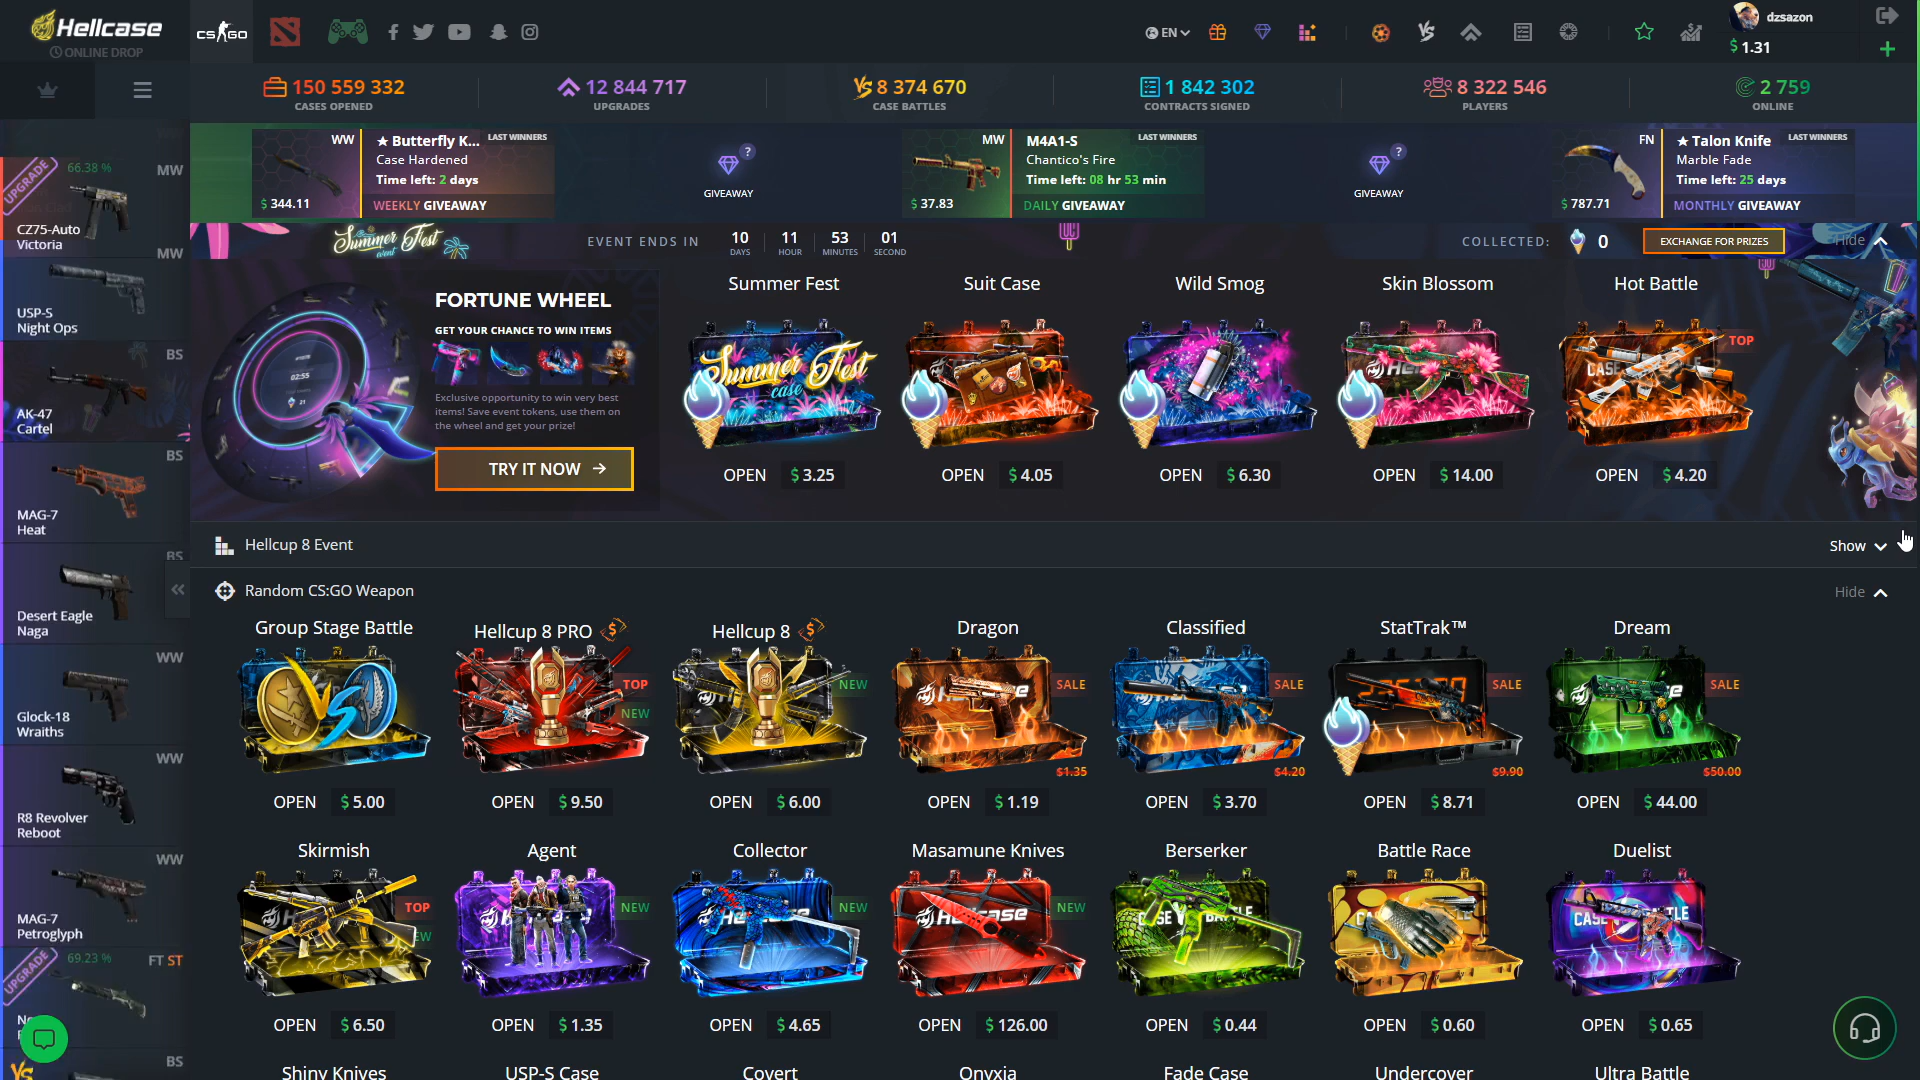 Hellcase
ONLINE DROP
CS:GO
EN
dzsazon
$ 1.31
150 559 332
CASES OPENED
12 844 717
UPGRADES
8 374 670
CASE BATTLES
1 842 302
CONTRACTS SIGNED
8 322 546
PLAYERS
2 759
ONLINE
WW
★ Butterfly K...
LAST WINNERS
Case Hardened
Time left: 2 days
$ 344.11
WEEKLY GIVEAWAY
?
GIVEAWAY
MW
M4A1-S
LAST WINNERS
Chantico's Fire
Time left: 08 hr 53 min
$ 37.83
DAILY GIVEAWAY
?
GIVEAWAY
FN
★ Talon Knife
LAST WINNERS
Marble Fade
Time left: 25 days
$ 787.71
MONTHLY GIVEAWAY
UPGRADE
66.38 %
MW
CZ75-Auto
Victoria
MW
USP-S
Night Ops
BS
AK-47
Cartel
BS
MAG-7
Heat
BS
Desert Eagle
Naga
WW
Glock-18
Wraiths
WW
R8 Revolver
Reboot
WW
MAG-7
Petroglyph
UPGRADE
69.23 %
FT ST
BS
VS
Summer Fest
event
EVENT ENDS IN
10
DAYS
11
HOUR
53
MINUTES
01
SECOND
COLLECTED:
0
EXCHANGE FOR PRIZES
Hide
FORTUNE WHEEL
GET YOUR CHANCE TO WIN ITEMS
Exclusive opportunity to win very best
items! Save event tokens, use them on
the wheel and get your prize!
TRY IT NOW →
02:55
21
Summer Fest
Summer Fest
case
OPEN $ 3.25
Suit Case
OPEN $ 4.05
Wild Smog
OPEN $ 6.30
Skin Blossom
OPEN $ 14.00
Hot Battle
TOP
OPEN $ 4.20
Hellcup 8 Event
Show
Random CS:GO Weapon
Hide
Group Stage Battle
VS
OPEN $ 5.00
Hellcup 8 PRO
TOP
NEW
OPEN $ 9.50
Hellcup 8
NEW
OPEN $ 6.00
Dragon
SALE
$1.35
OPEN $ 1.19
Classified
SALE
$4.20
OPEN $ 3.70
StatTrak™
SALE
$9.90
OPEN $ 8.71
Dream
SALE
$50.00
OPEN $ 44.00
Skirmish
TOP
OPEN $ 6.50
Agent
NEW
OPEN $ 1.35
Collector
NEW
OPEN $ 4.65
Masamune Knives
NEW
OPEN $ 126.00
Berserker
OPEN $ 0.44
Battle Race
OPEN $ 0.60
Duelist
OPEN $ 0.65
Shiny Knives
USP-S Case
Covert
Onyxia
Fade Case
Undercover
Ultra Battle